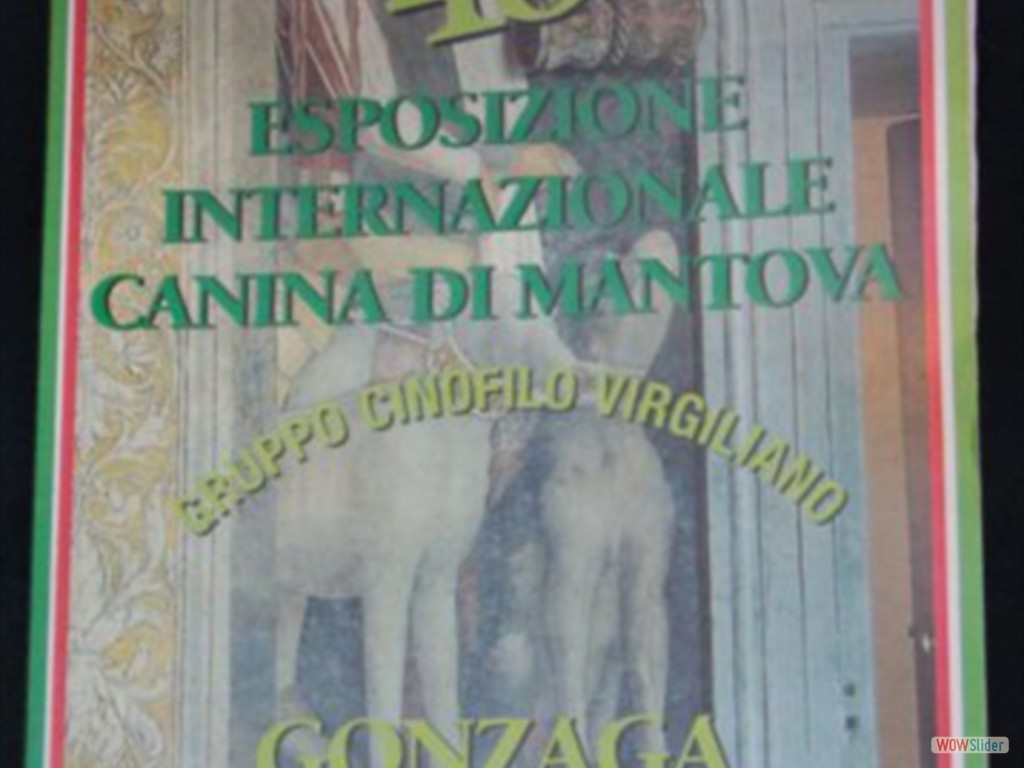 ESPOSIZIONE
INTERNAZIONALE
CANINA DI MANTOVA
GRUPPO CINOFILO VIRGILIANO
GONZAGA
WOWSlider